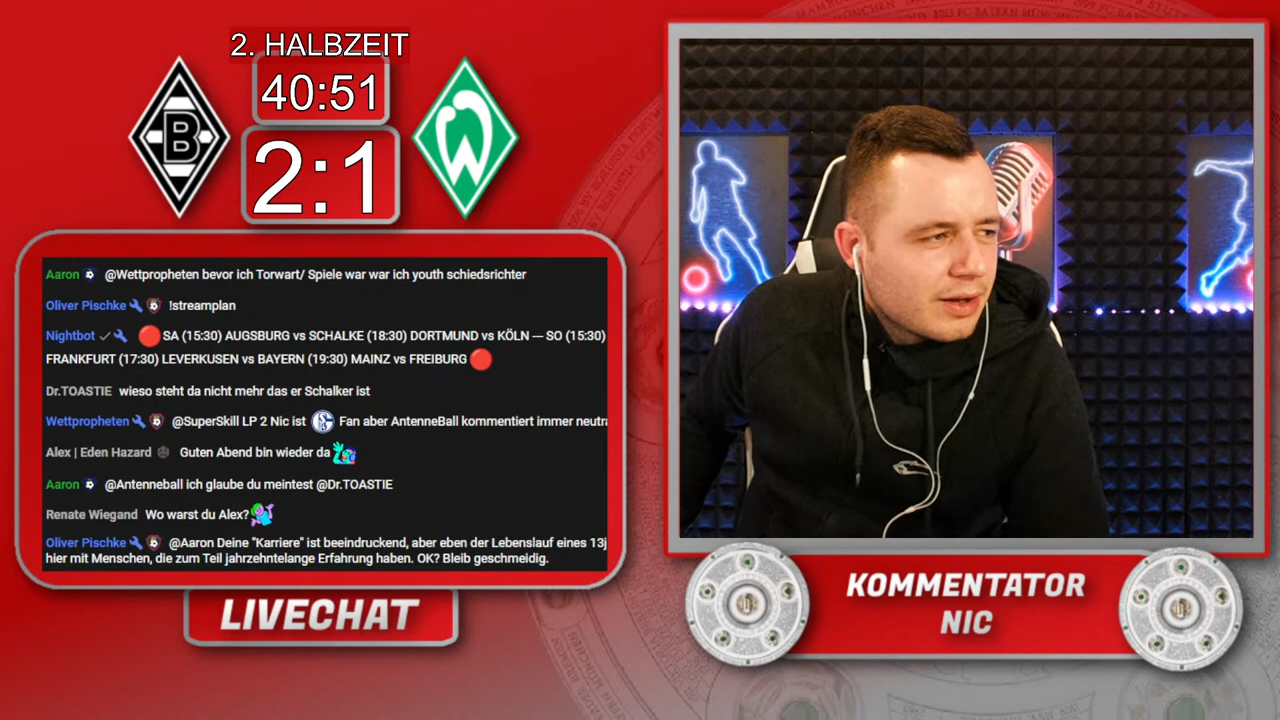 2. HALBZEIT
40:51
2:1
B
W
Aaron @Wettpropheten bevor ich Torwart/ Spiele war war ich youth schiedsrichter
Oliver Pischke !streamplan
Nightbot SA (15:30) AUGSBURG vs SCHALKE (18:30) DORTMUND vs KÖLN — SO (15:30)
FRANKFURT (17:30) LEVERKUSEN vs BAYERN (19:30) MAINZ vs FREIBURG
Dr.TOASTIE wieso steht da nicht mehr das er Schalker ist
Wettpropheten @SuperSkill LP 2 Nic ist Fan aber AntenneBall kommentiert immer neutra
Alex | Eden Hazard Guten Abend bin wieder da
Aaron @Antenneball ich glaube du meintest @Dr.TOASTIE
Renate Wiegand Wo warst du Alex?
Oliver Pischke @Aaron Deine "Karriere" ist beeindruckend, aber eben der Lebenslauf eines 13j
hier mit Menschen, die zum Teil jahrzehntelange Erfahrung haben. OK? Bleib geschmeidig.
LIVECHAT
KOMMENTATOR
NIC